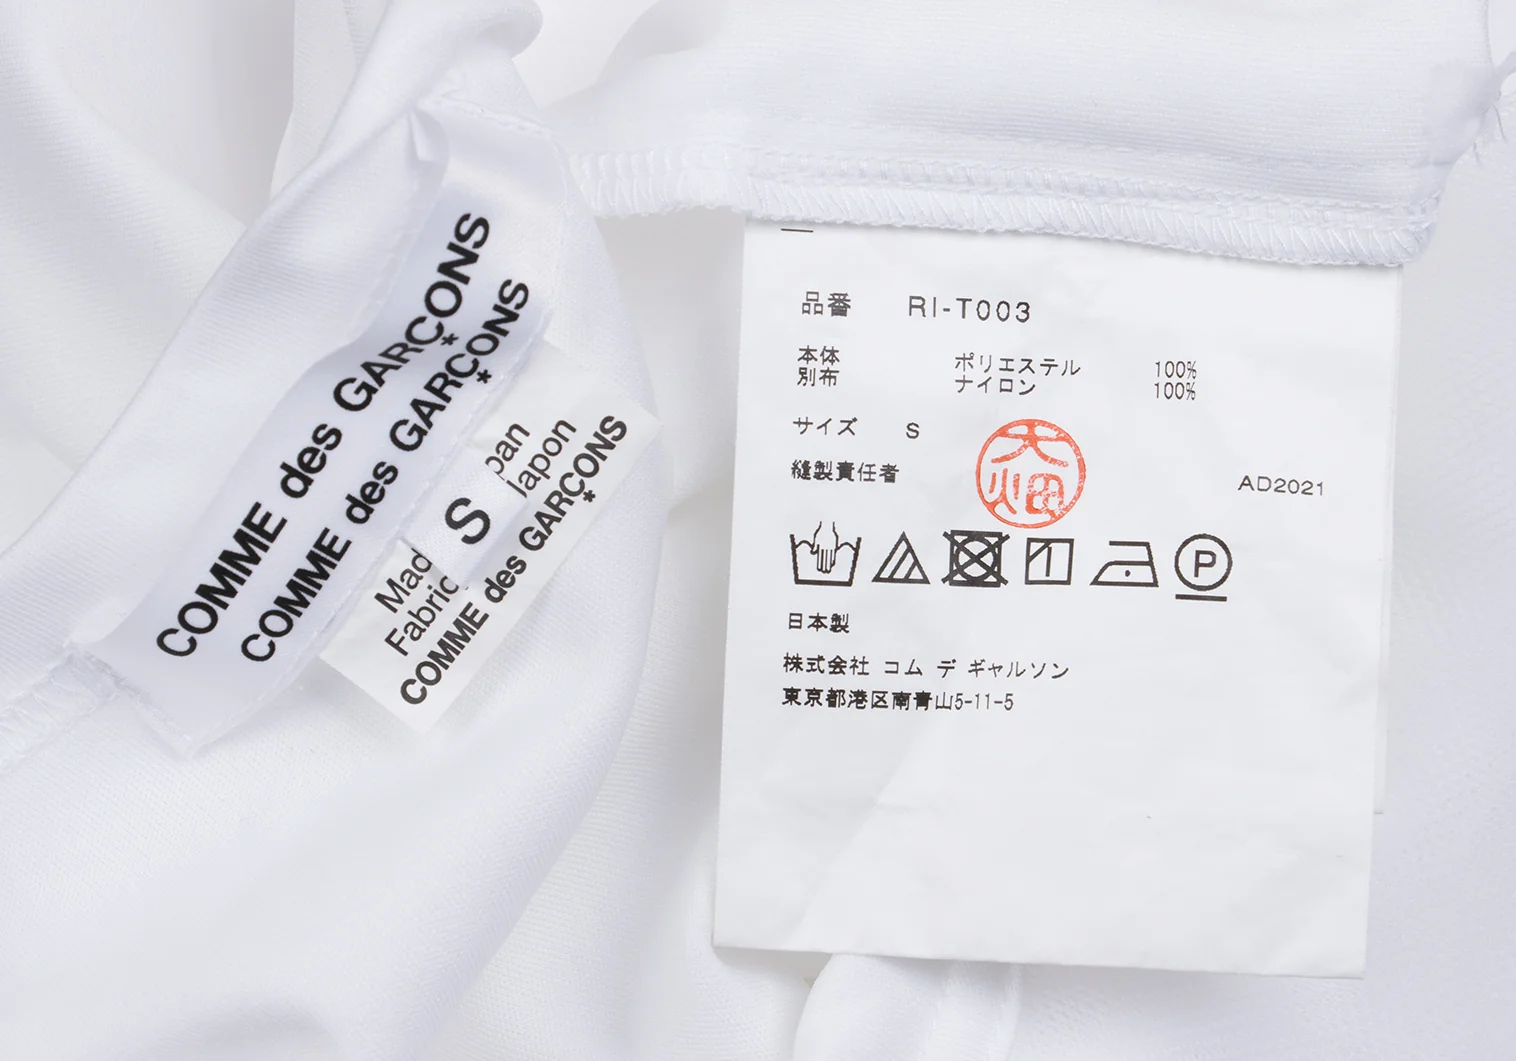 COMME des GARÇONS
COMME des GARÇONS
S
pan
Japon
Mad
Fabric
COMME des GARÇONS
品番 RI-T003
本体 ポリエステル 100%
別布 ナイロン 100%
サイズ S
縫製責任者 大畑 AD2021
P
日本製
株式会社 コム デ ギャルソン
東京都港区南青山5-11-5